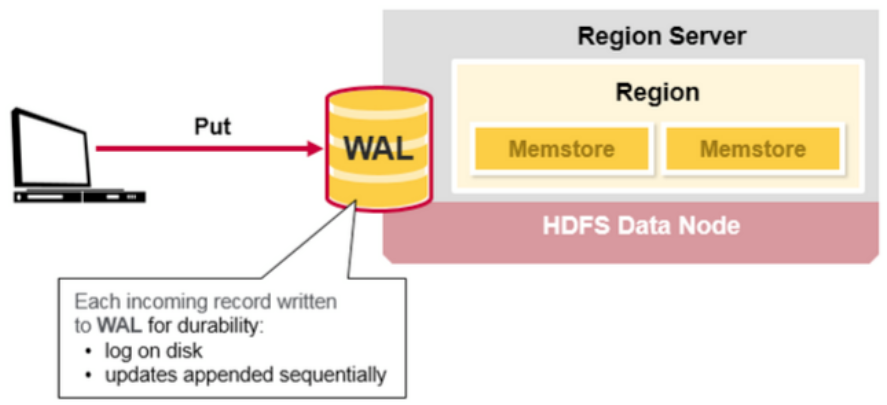 Region Server
Region
Put
WAL
Memstore
Memstore
HDFS Data Node
Each incoming record written
to WAL for durability:
• log on disk
• updates appended sequentially